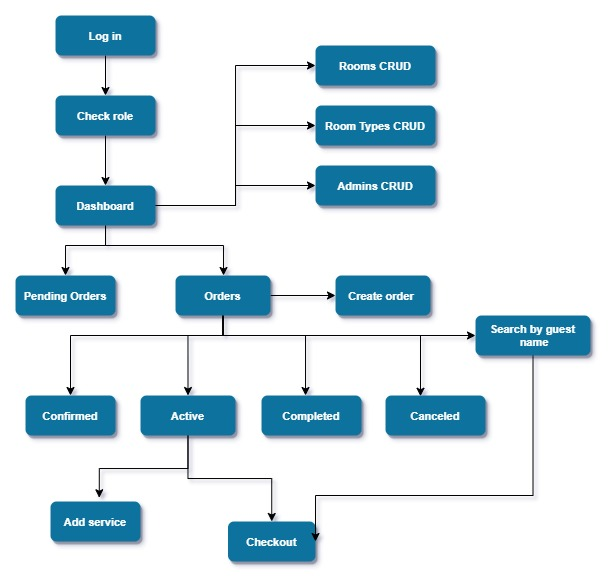 Log in
Rooms CRUD
Check role
Room Types CRUD
Admins CRUD
Dashboard
Pending Orders
Orders
Create order
Search by guest
name
Confirmed
Active
Completed
Canceled
Add service
Checkout